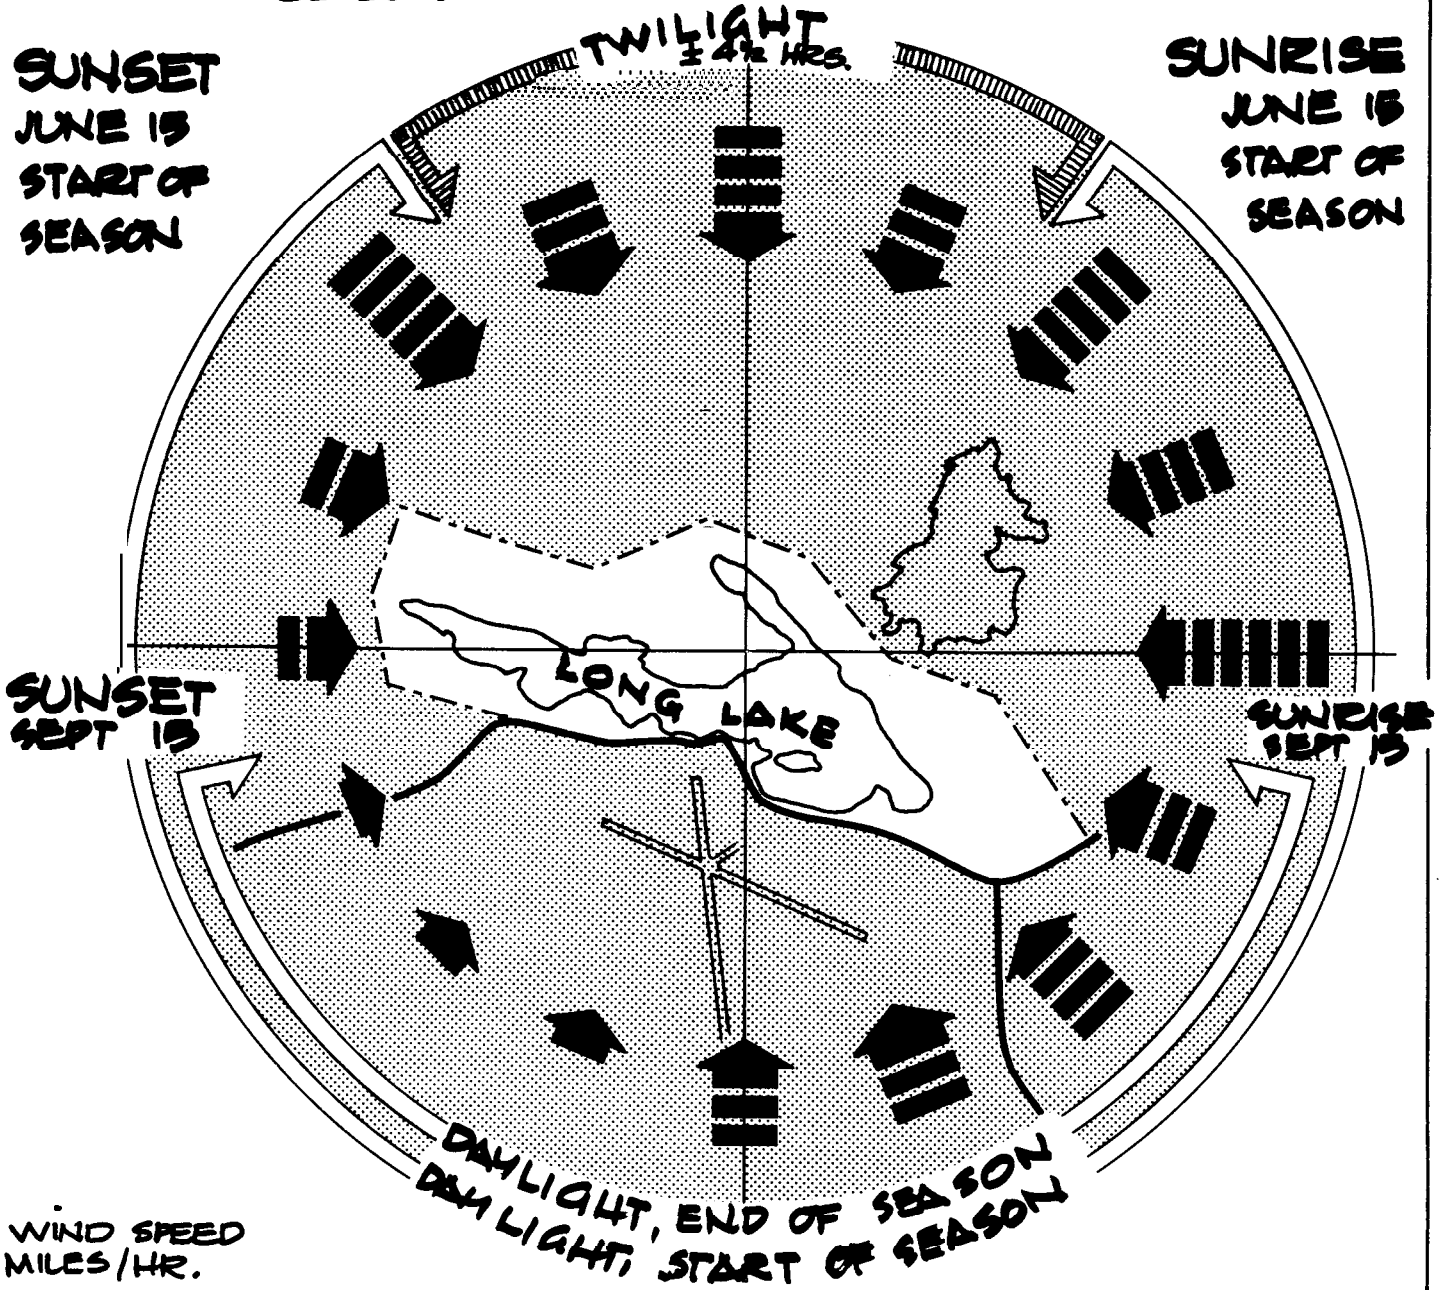 TWILIGHT
± 4½ HRS.
SUNSET
JUNE 15
START OF
SEASON
SUNRISE
JUNE 15
START OF
SEASON
LONG LAKE
SUNSET
SEPT 15
SUNRISE
SEPT 15
DAYLIGHT, END OF SEASON
DAYLIGHT, START OF SEASON
WIND SPEED
MILES/HR.